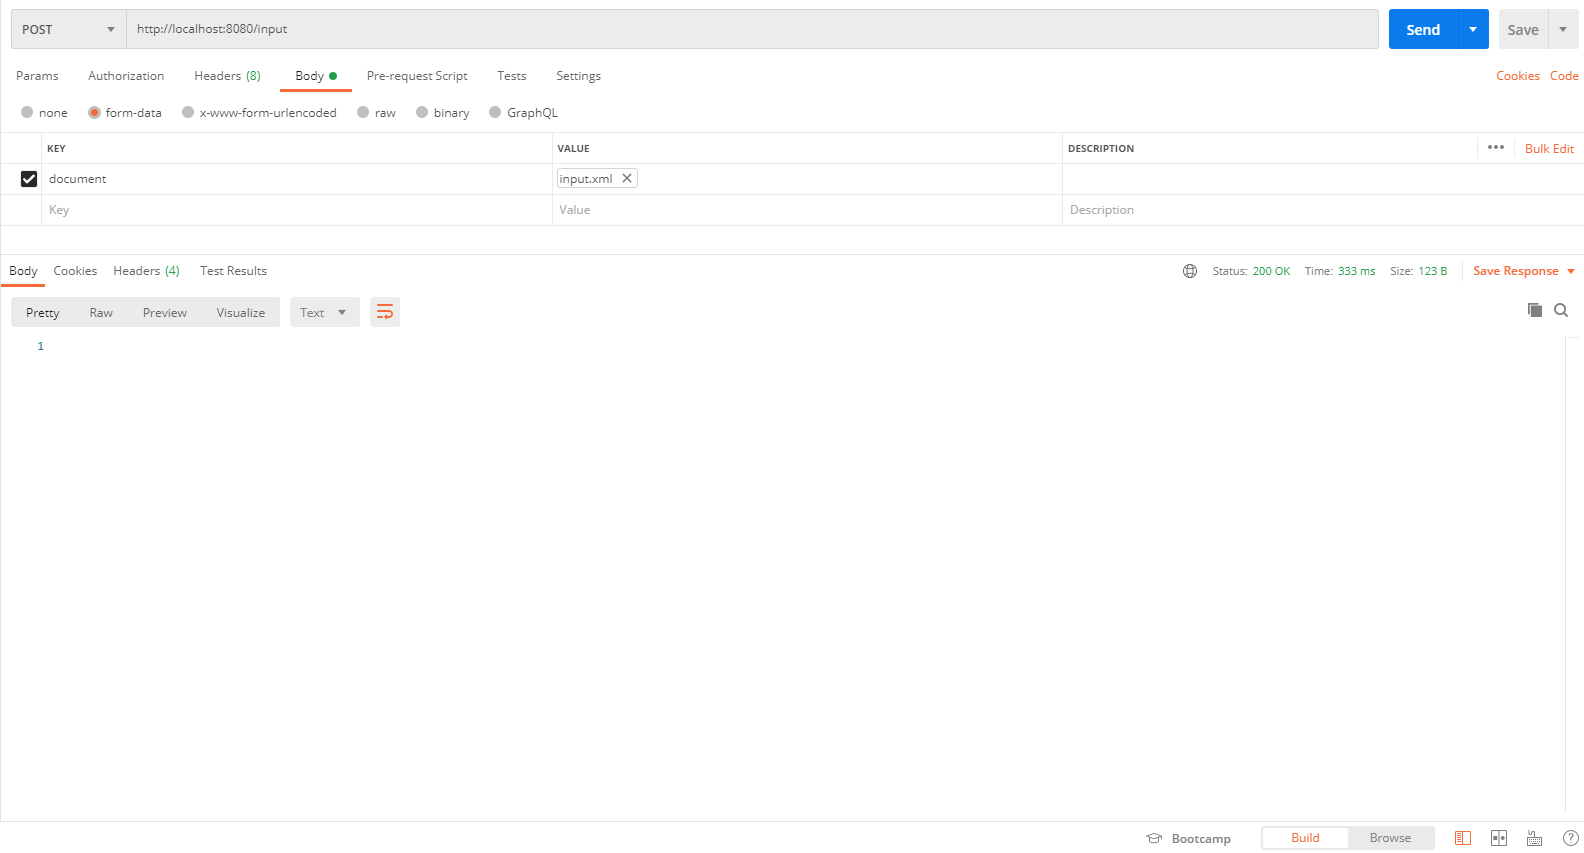 POST http://localhost:8080/input Send Save
Params Authorization Headers (8) Body Pre-request Script Tests Settings Cookies Code
none form-data x-www-form-urlencoded raw binary GraphQL
KEY VALUE DESCRIPTION ••• Bulk Edit
document input.xml
Key Value Description
Body Cookies Headers (4) Test Results Status: 200 OK Time: 333 ms Size: 123 B Save Response
Pretty Raw Preview Visualize Text
1
Bootcamp Build Browse ?